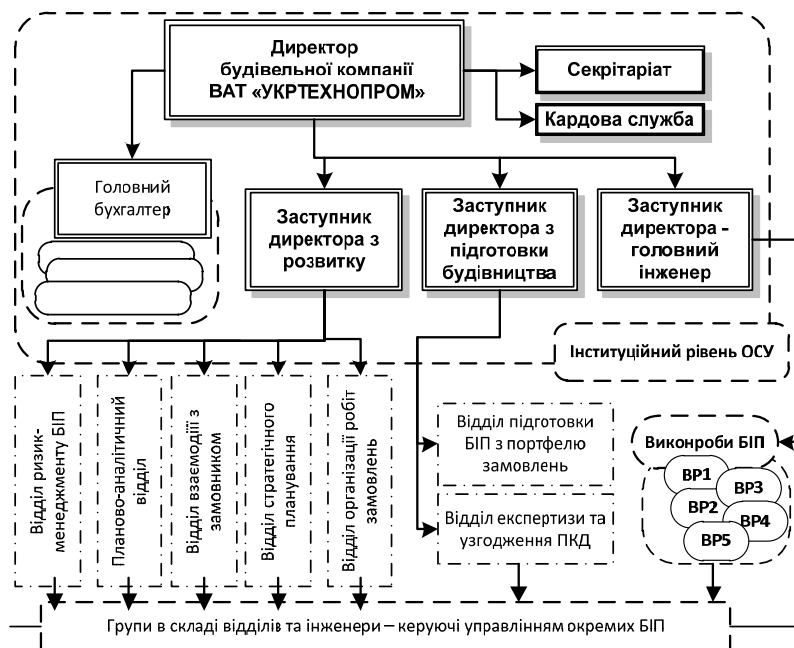 Директор
будівельної компанії
ВАТ «УКРТЕХНОПРОМ»
Секрітаріат
Кардова служба
Головний
бухгалтер
Заступник
директора з
розвитку
Заступник
директора з
підготовки
будівництва
Заступник
директора -
головний
інженер
Інституційний рівень ОСУ
Відділ ризик-
менеджменту БІП
Планово-аналітичний
відділ
Відділ взаємодіїі з
замовником
Відділ стратегічного
планування
Відділ організації робіт
замовлень
Відділ підготовки
БІП з портфелю
замовлень
Відділ експертизи та
узгодження ПКД
Виконроби БІП
ВР1
ВР3
ВР2
ВР4
ВР5
Групи в складі відділів та інженери – керуючі управлінням окремих БІП